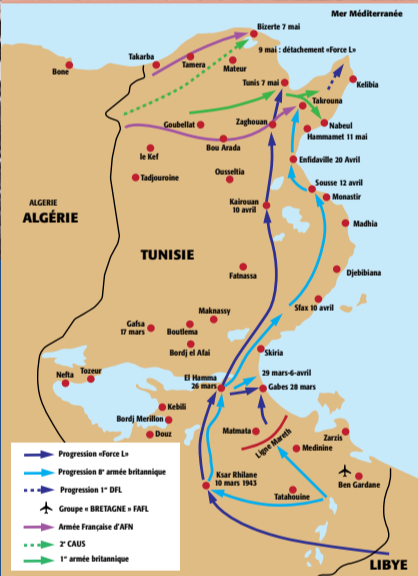 Mer Méditerranée
Bizerte 7 mai
9 mai : détachement «Force L»
Takarba
Tamera
Bone
Mateur
Tunis 7 mai
Kelibia
Takrouna
Goubellat
Zaghouan
Nabeul
Hammamet 11 mai
Bou Arada
le Kef
Enfidaville 20 Avril
Tadjouroine
Ousseltia
Sousse 12 avril
Monastir
ALGERIE
ALGÉRIE
Kairouan
10 avril
Madhia
TUNISIE
Fatnassa
Djebibiana
Maknassy
Sfax 10 avril
Gafsa
17 mars
Boutlema
Bordj el Afai
Skiria
Nefta
Tozeur
El Hamma
26 mars
29 mars-6-avril
Gabes 28 mars
Kebili
Bordj Merillon
Douz
Matmata
Ligne Mareth
Zarzis
Medinine
Ksar Rhilane
10 mars 1943
Tatahouine
Ben Gardane
LIBYE
Progression «Force L»
Progression 8e armée britannique
Progression 1re DFL
Groupe « BRETAGNE » FAFL
Armée Française d'AFN
2e CAUS
1re armée britannique